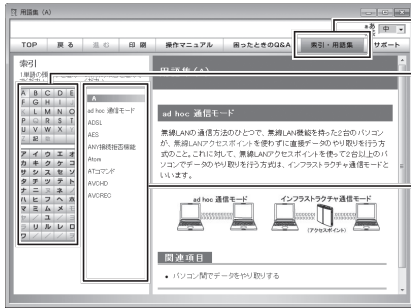 用語集 (A)
あ 中
TOP 戻る 進む 印刷 操作マニュアル 困ったときのQ&A 索引・用語集 サポート
索引
A B C D E
F G H I J
K L M N O
P Q R S T
U V W X Y
Z 記 数
ア イ ウ エ オ
カ キ ク ケ コ
サ シ ス セ ソ
タ チ ツ テ ト
ナ ニ ヌ ネ ノ
ハ ヒ フ ヘ ホ
マ ミ ム メ モ
ヤ ユ ヨ
ラ リ ル レ ロ
ワ
A
ad hoc 通信モード
ADSL
AES
ANY接続拒否機能
Atom
ATコマンド
AVCHD
AVCREC
用語集(A)
ad hoc 通信モード
無線LANの通信方法のひとつで、無線LAN機能を持った2台のパソコン
が、無線LANアクセスポイントを使わずに直接データのやり取りを行う方
式のこと。これに対して、無線LANアクセスポイントを使って2台以上のパ
ソコンでデータのやり取りを行う方式は、インフラストラクチャ通信モードと
いいます。
ad hoc 通信モード インフラストラクチャ通信モード
(アクセスポイント)
関連項目
• パソコン間でデータをやり取りする